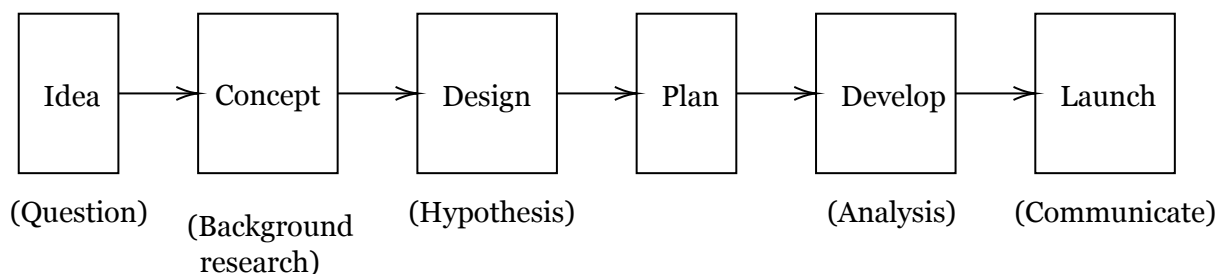 Idea
Concept
Design
Plan
Develop
Launch
(Question)
(Background
research)
(Hypothesis)
(Analysis)
(Communicate)